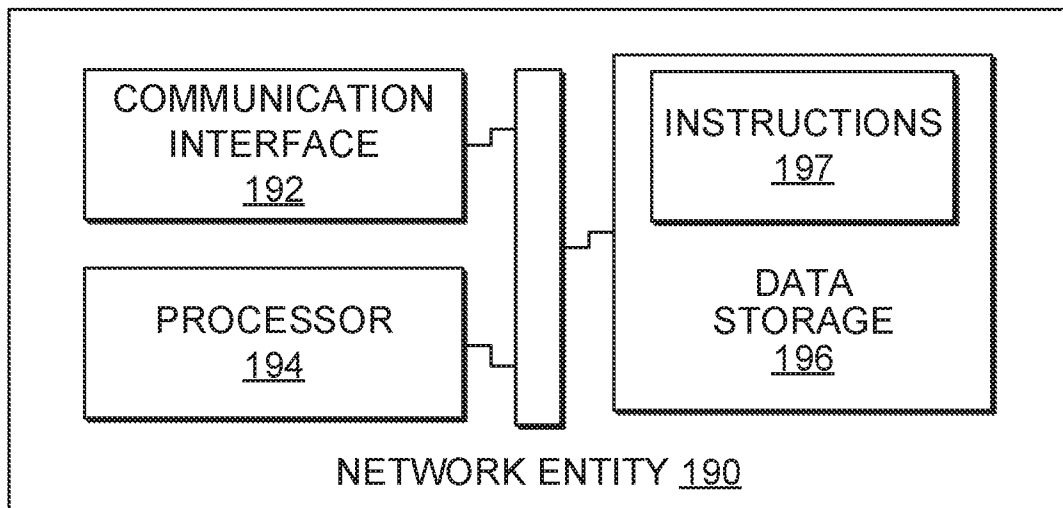 COMMUNICATION
INTERFACE
192
PROCESSOR
194
INSTRUCTIONS
197
DATA
STORAGE
196
NETWORK ENTITY 190